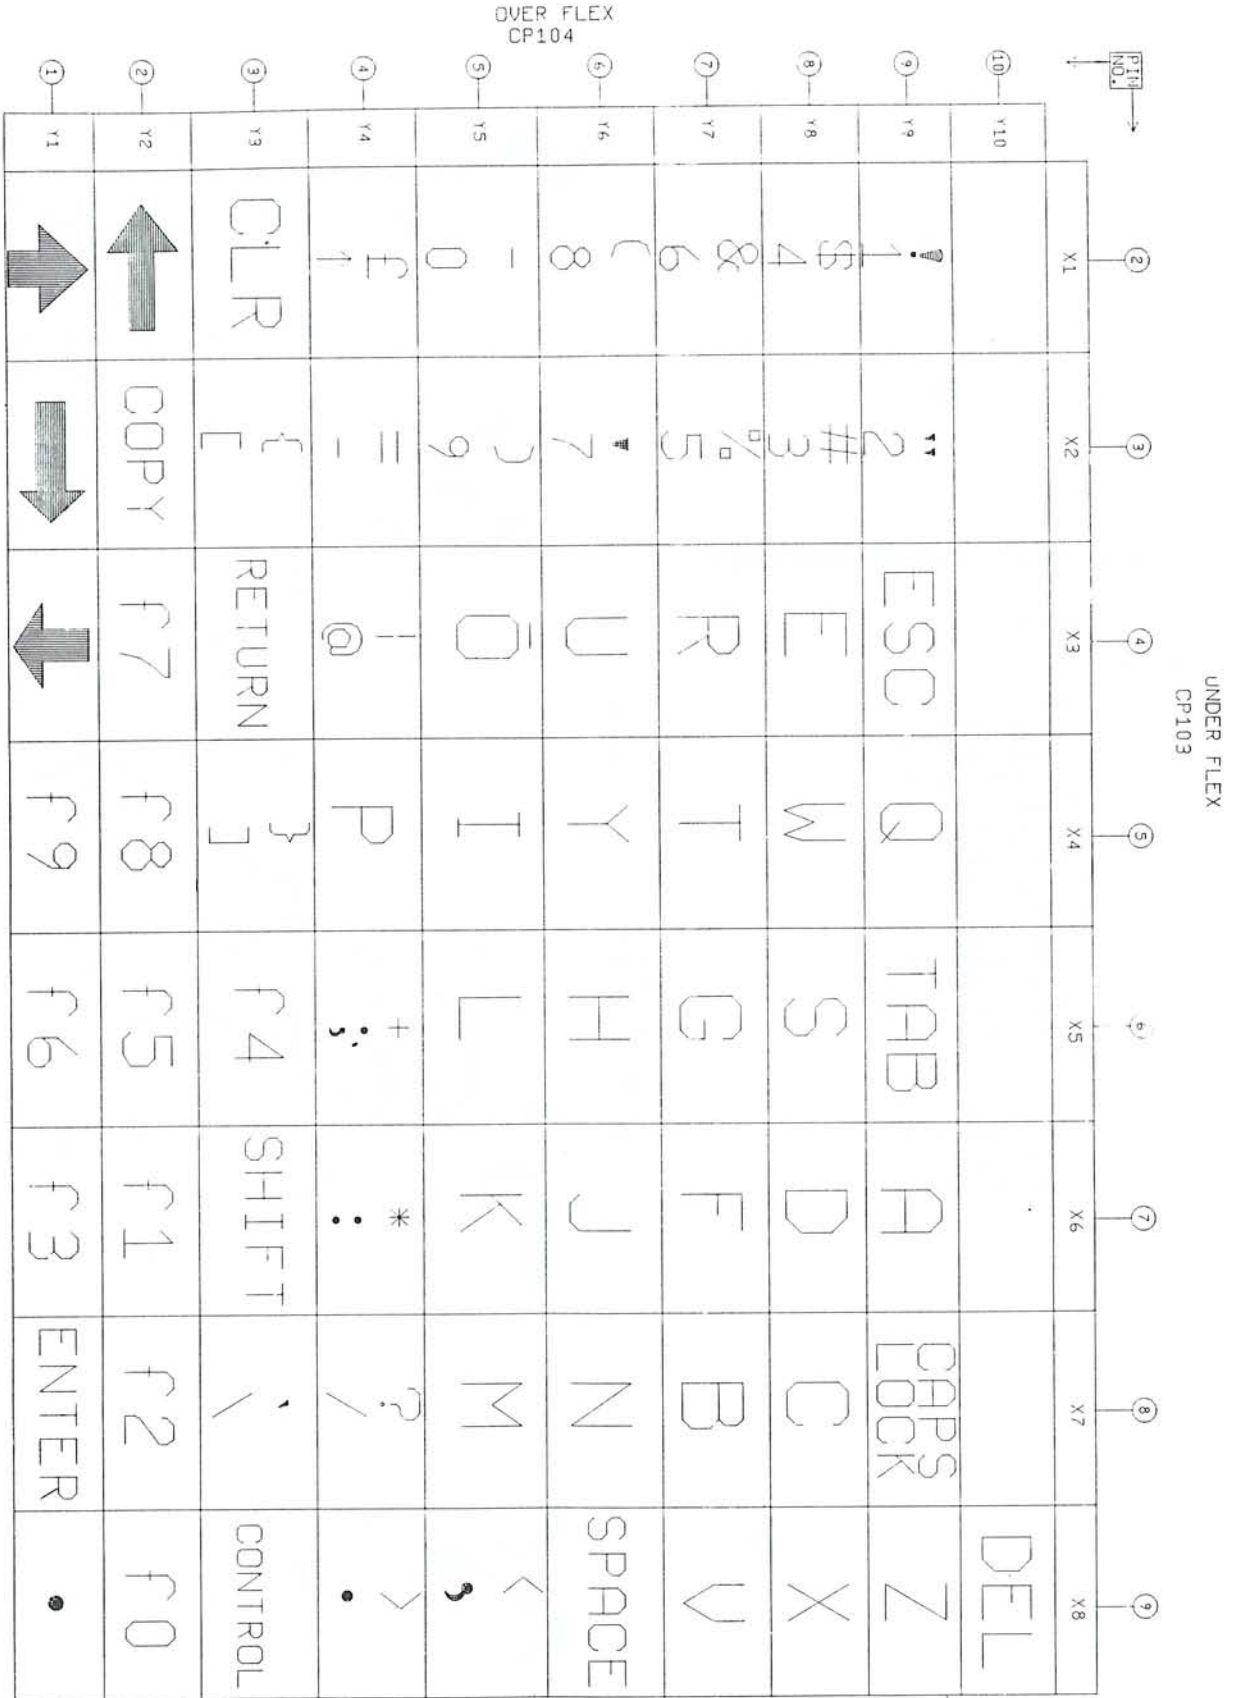 UNDER FLEX
CP103
PIN
NO.
2 3 4 5 6 7 8 9
X1 X2 X3 X4 X5 X6 X7 X8
OVER FLEX
CP104
10 Y10 DEL
9 Y9 ! 1 " 2 ESC Q TAB A CAPS LOCK Z
8 Y8 $ 4 # 3 E W S D C X
7 Y7 & 6 % 5 R T G F B V
6 Y6 ( 8 ' 7 U Y H J N SPACE
5 Y5 - 0 ) 9 O I L K M < ,
4 Y4 £ ↑ = - | @ P + ; * : ? / > .
3 Y3 CLR { [ RETURN } ] f4 SHIFT ` \ CONTROL
2 Y2 ← COPY f7 f8 f5 f1 f2 f0
1 Y1 ↑ → ↓ f9 f6 f3 ENTER .